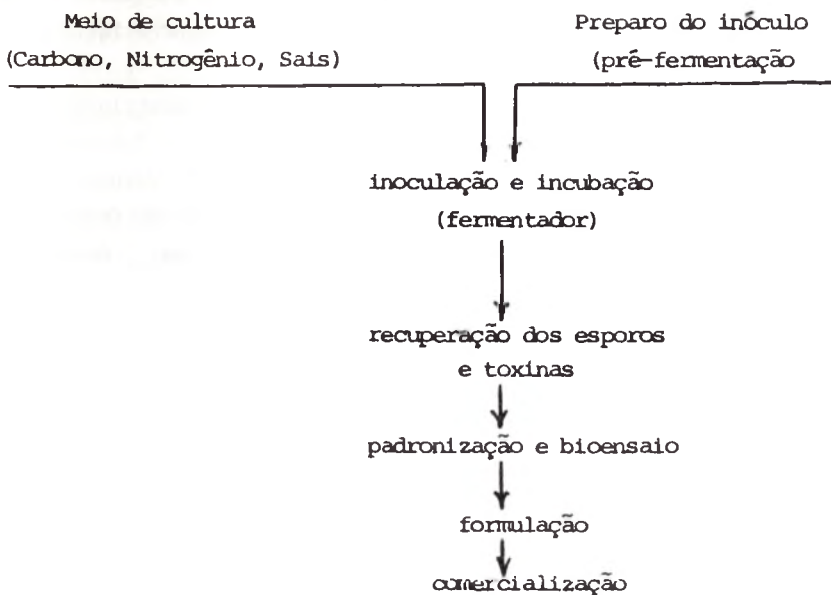 Meio de cultura
(Carbono, Nitrogênio, Sais)
Preparo do inóculo
(pré-fermentação
inoculação e incubação
(fermentador)
recuperação dos esporos
e toxinas
padronização e bioensaio
formulação
comercialização